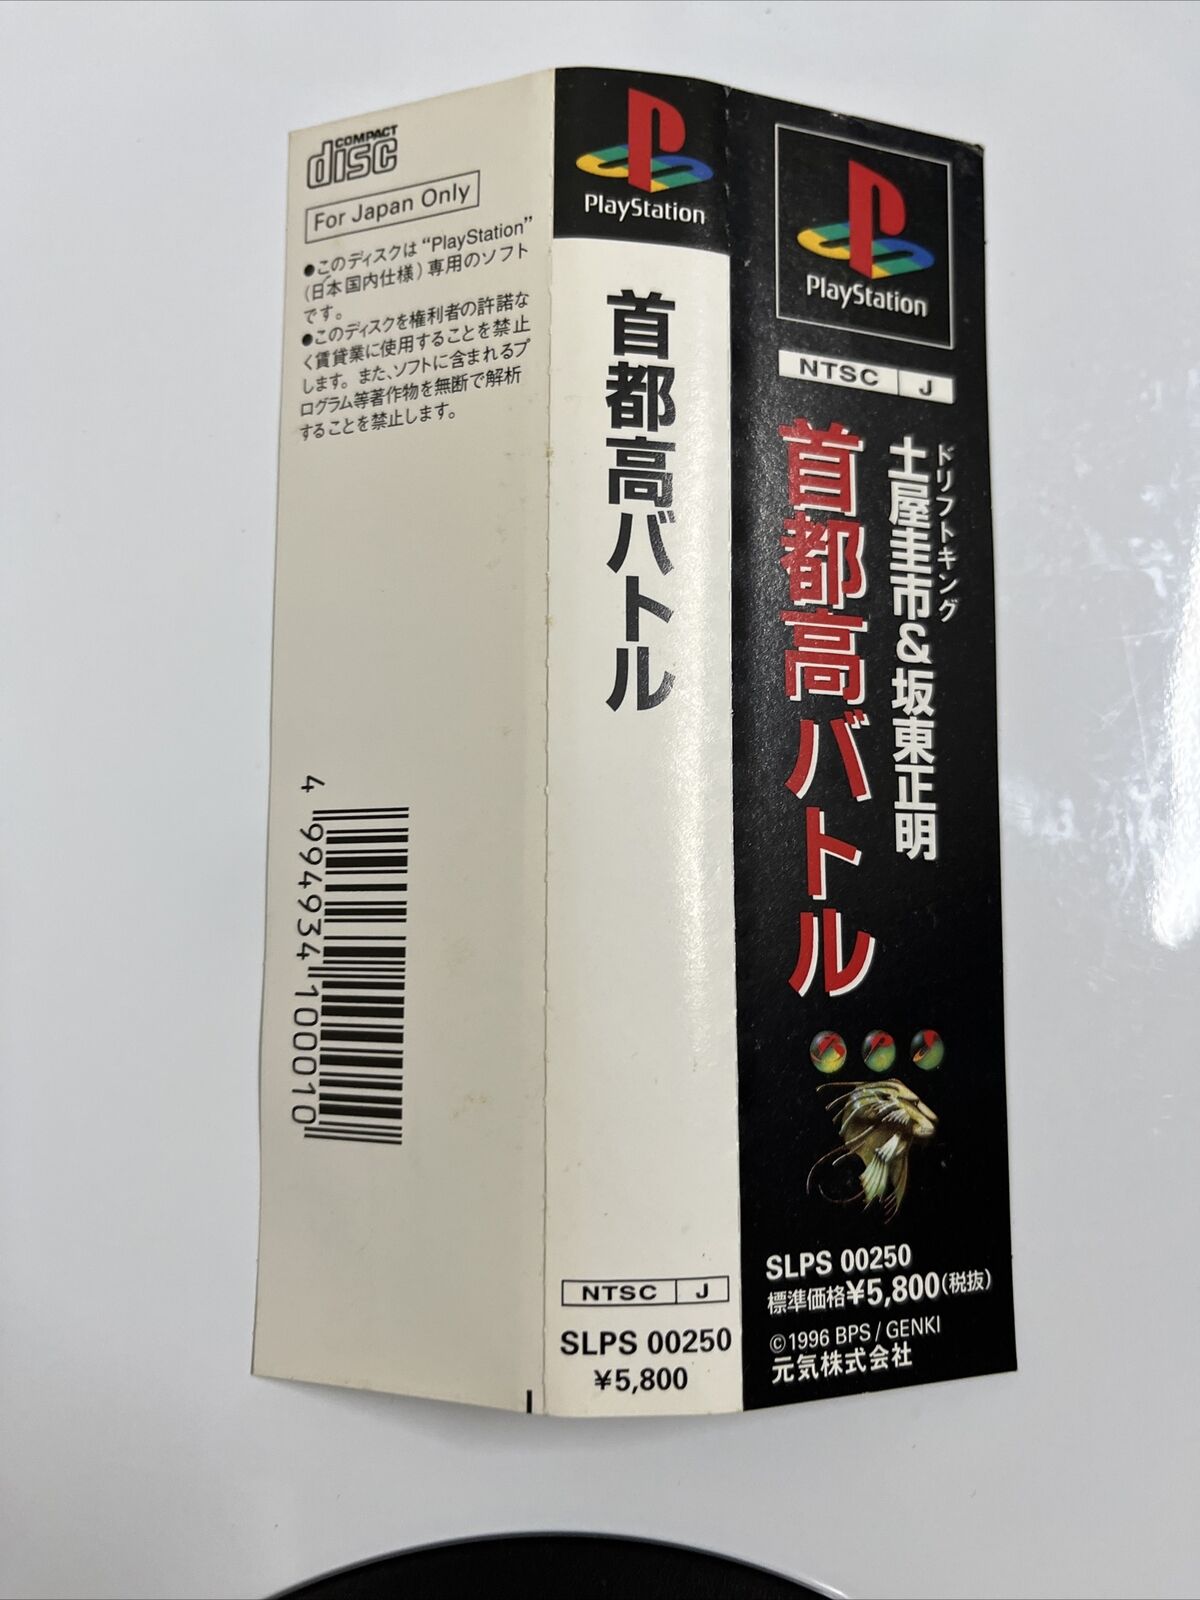 COMPACT
disc
For Japan Only
●このディスクは“PlayStation”
(日本国内仕様)専用のソフト
です。
●このディスクを権利者の許諾な
く賃貸業に使用することを禁止
します。また、ソフトに含まれるプ
ログラム等著作物を無断で解析
することを禁止します。
4 994934 100010
PlayStation
首都高バトル
NTSC J
SLPS 00250
¥5,800
PlayStation
NTSC J
ドリフトキング
土屋圭市&坂東正明
首都高バトル
SLPS 00250
標準価格¥5,800(税抜)
©1996 BPS / GENKI
元気株式会社